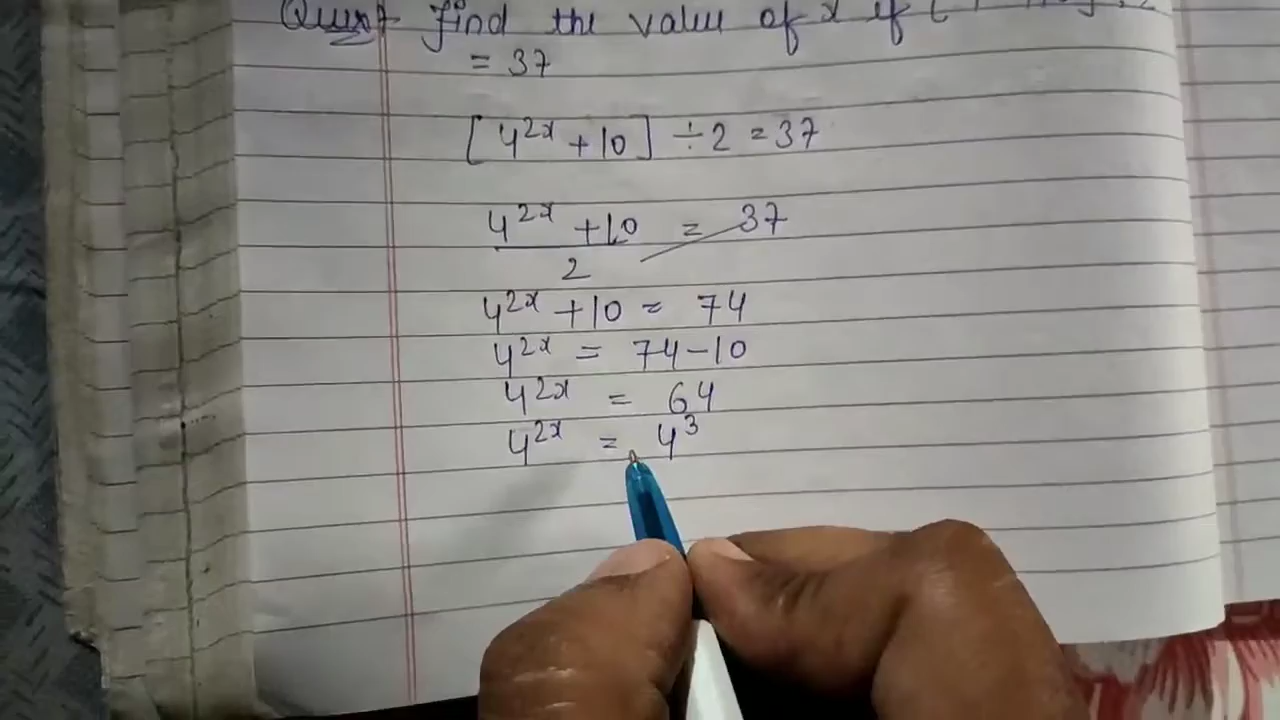 Ques Find the value of x if
= 37
[4^{2x} + 10] ÷ 2 = 37
\frac{4^{2x} + 10}{2} = 37
4^{2x} + 10 = 74
4^{2x} = 74 - 10
4^{2x} = 64
4^{2x} = 4^3